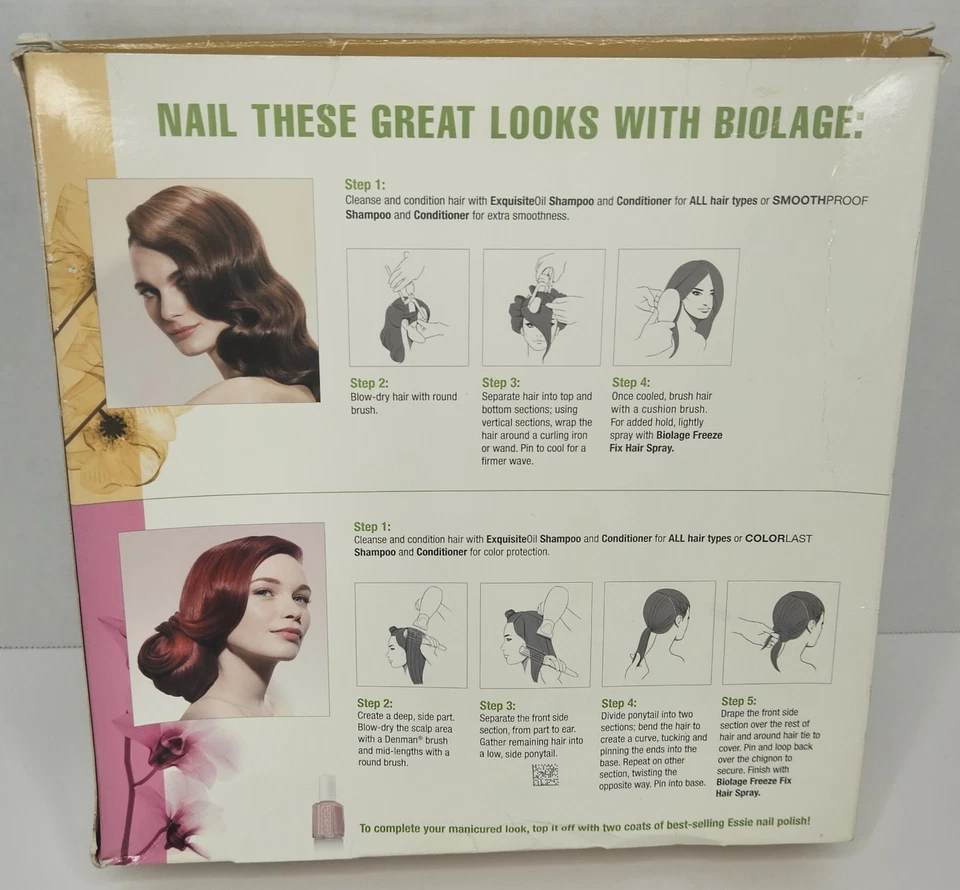 NAIL THESE GREAT LOOKS WITH BIOLAGE:
Step 1:
Cleanse and condition hair with ExquisiteOil Shampoo and Conditioner for ALL hair types or SMOOTHPROOF
Shampoo and Conditioner for extra smoothness.
Step 2:
Blow-dry hair with round
brush.
Step 3:
Separate hair into top and
bottom sections; using
vertical sections, wrap the
hair around a curling iron
or wand. Pin to cool for a
firmer wave.
Step 4:
Once cooled, brush hair
with a cushion brush.
For added hold, lightly
spray with Biolage Freeze
Fix Hair Spray.
Step 1:
Cleanse and condition hair with ExquisiteOil Shampoo and Conditioner for ALL hair types or COLORLAST
Shampoo and Conditioner for color protection.
Step 2:
Create a deep, side part.
Blow-dry the scalp area
with a Denman® brush
and mid-lengths with a
round brush.
Step 3:
Separate the front side
section, from part to ear.
Gather remaining hair into
a low, side ponytail.
Step 4:
Divide ponytail into two
sections; bend the hair to
create a curve, tucking and
pinning the ends into the
base. Repeat on other
section, twisting the
opposite way. Pin into base.
Step 5:
Drape the front side
section over the rest of
hair and around hair tie to
cover. Pin and loop back
over the chignon to
secure. Finish with
Biolage Freeze Fix
Hair Spray.
essie
To complete your manicured look, top it off with two coats of best-selling Essie nail polish!